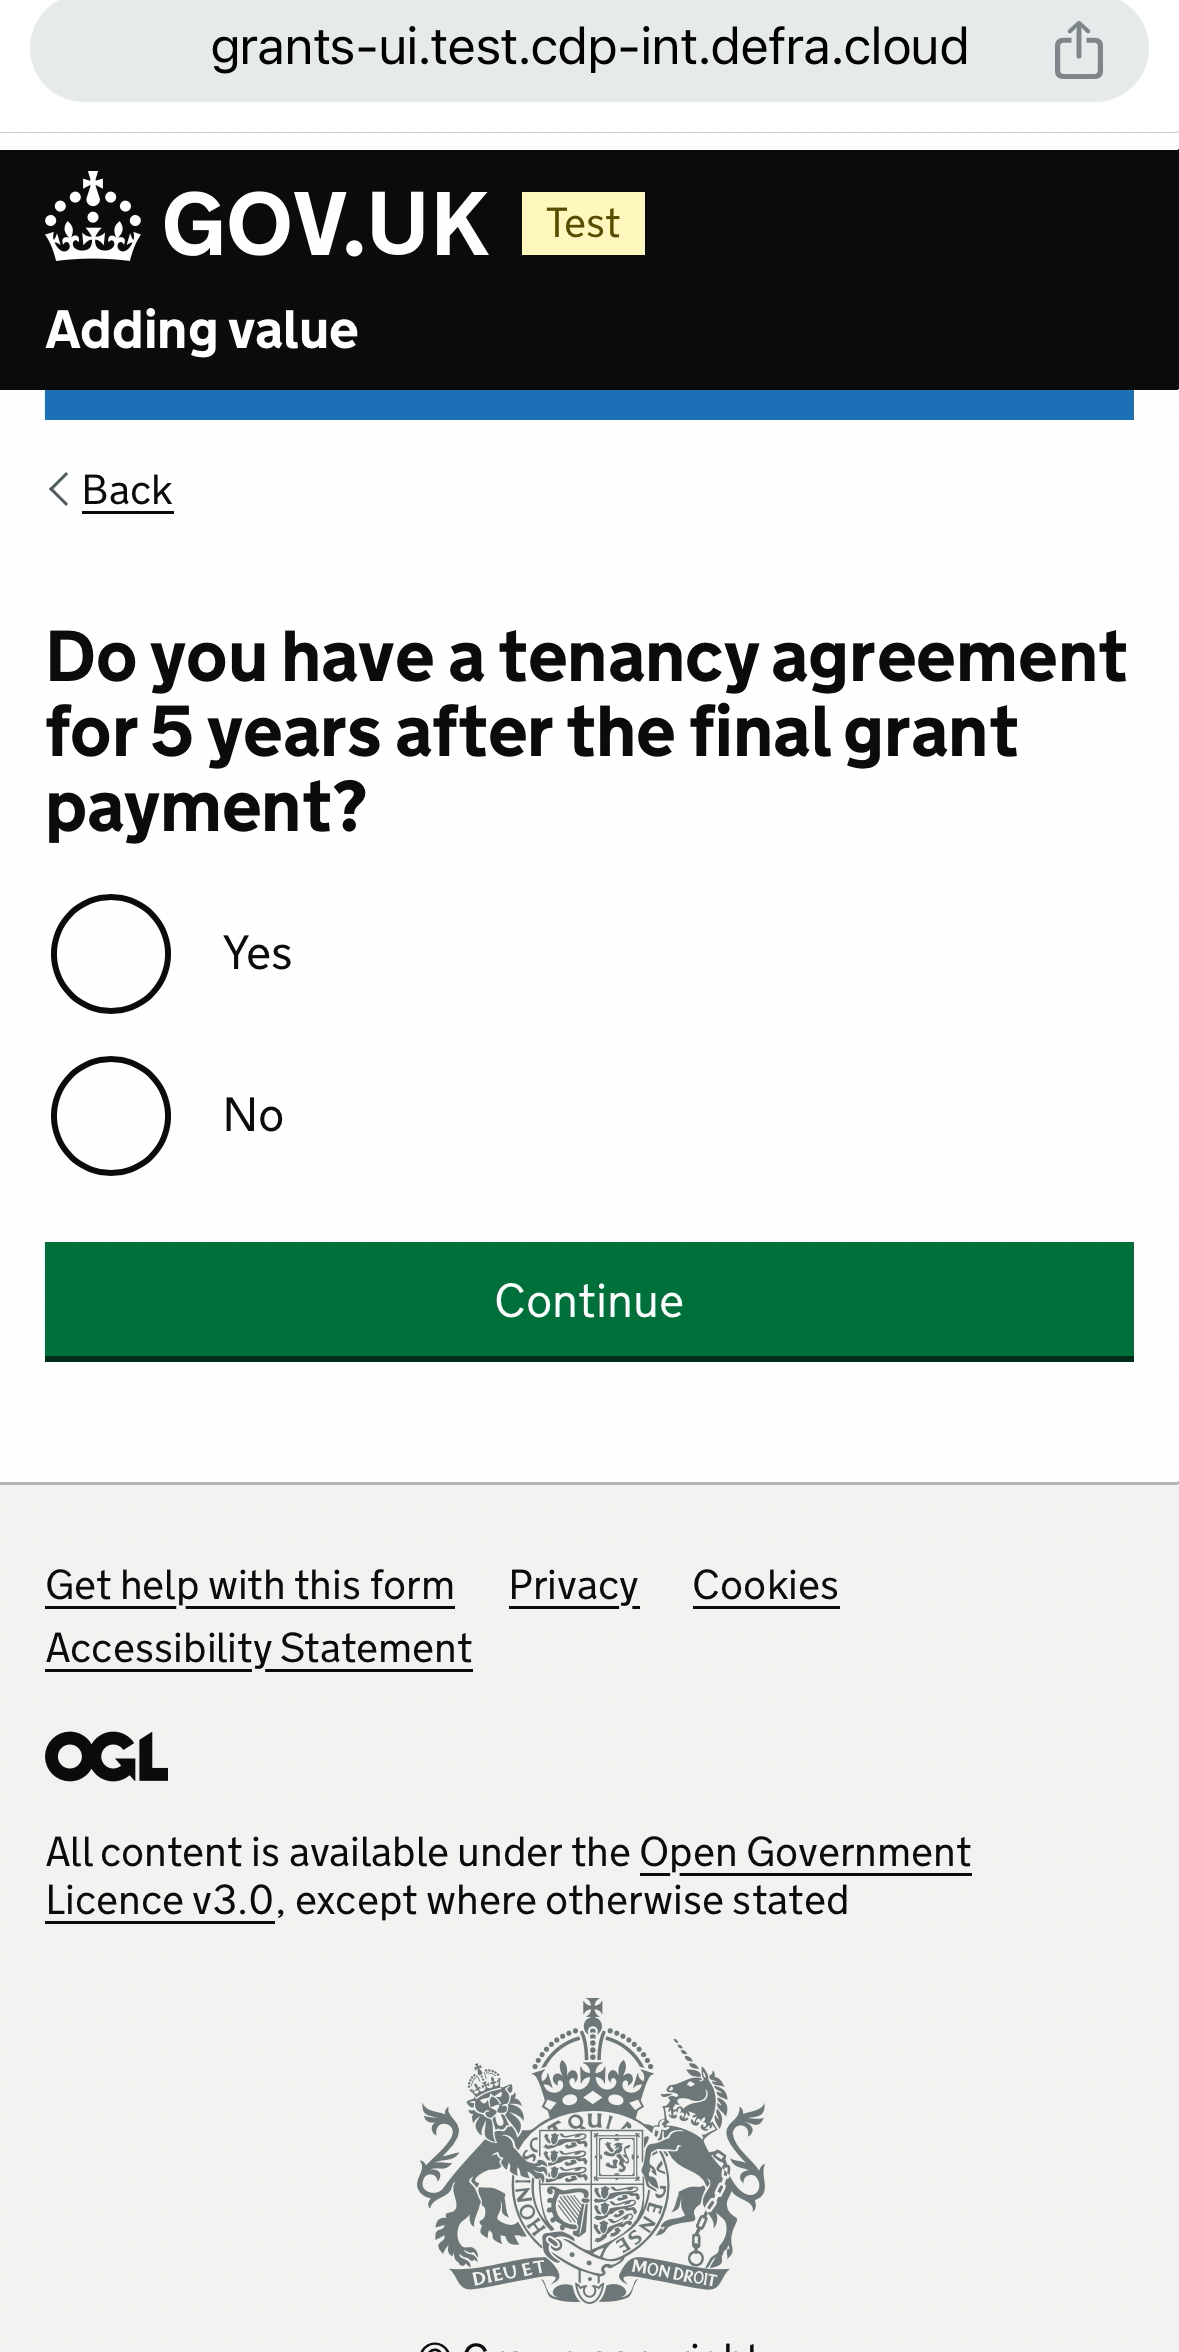 grants-ui.test.cdp-int.defra.cloud
GOV.UK Test
Adding value
Back
Do you have a tenancy agreement
for 5 years after the final grant
payment?
Yes
No
Continue
Get help with this form Privacy Cookies
Accessibility Statement
OGL
All content is available under the Open Government
Licence v3.0, except where otherwise stated
QUI
HONI
PENSE
DIEU ET MON DROIT
© Crown copyright